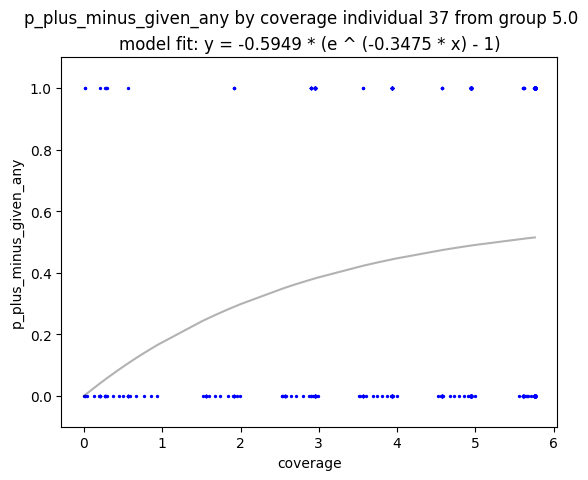 p_plus_minus_given_any by coverage individual 37 from group 5.0
model fit: y = -0.5949 * (e ^ (-0.3475 * x) - 1)
1.0
0.8
0.6
0.4
0.2
0.0
p_plus_minus_given_any
0 1 2 3 4 5 6
coverage